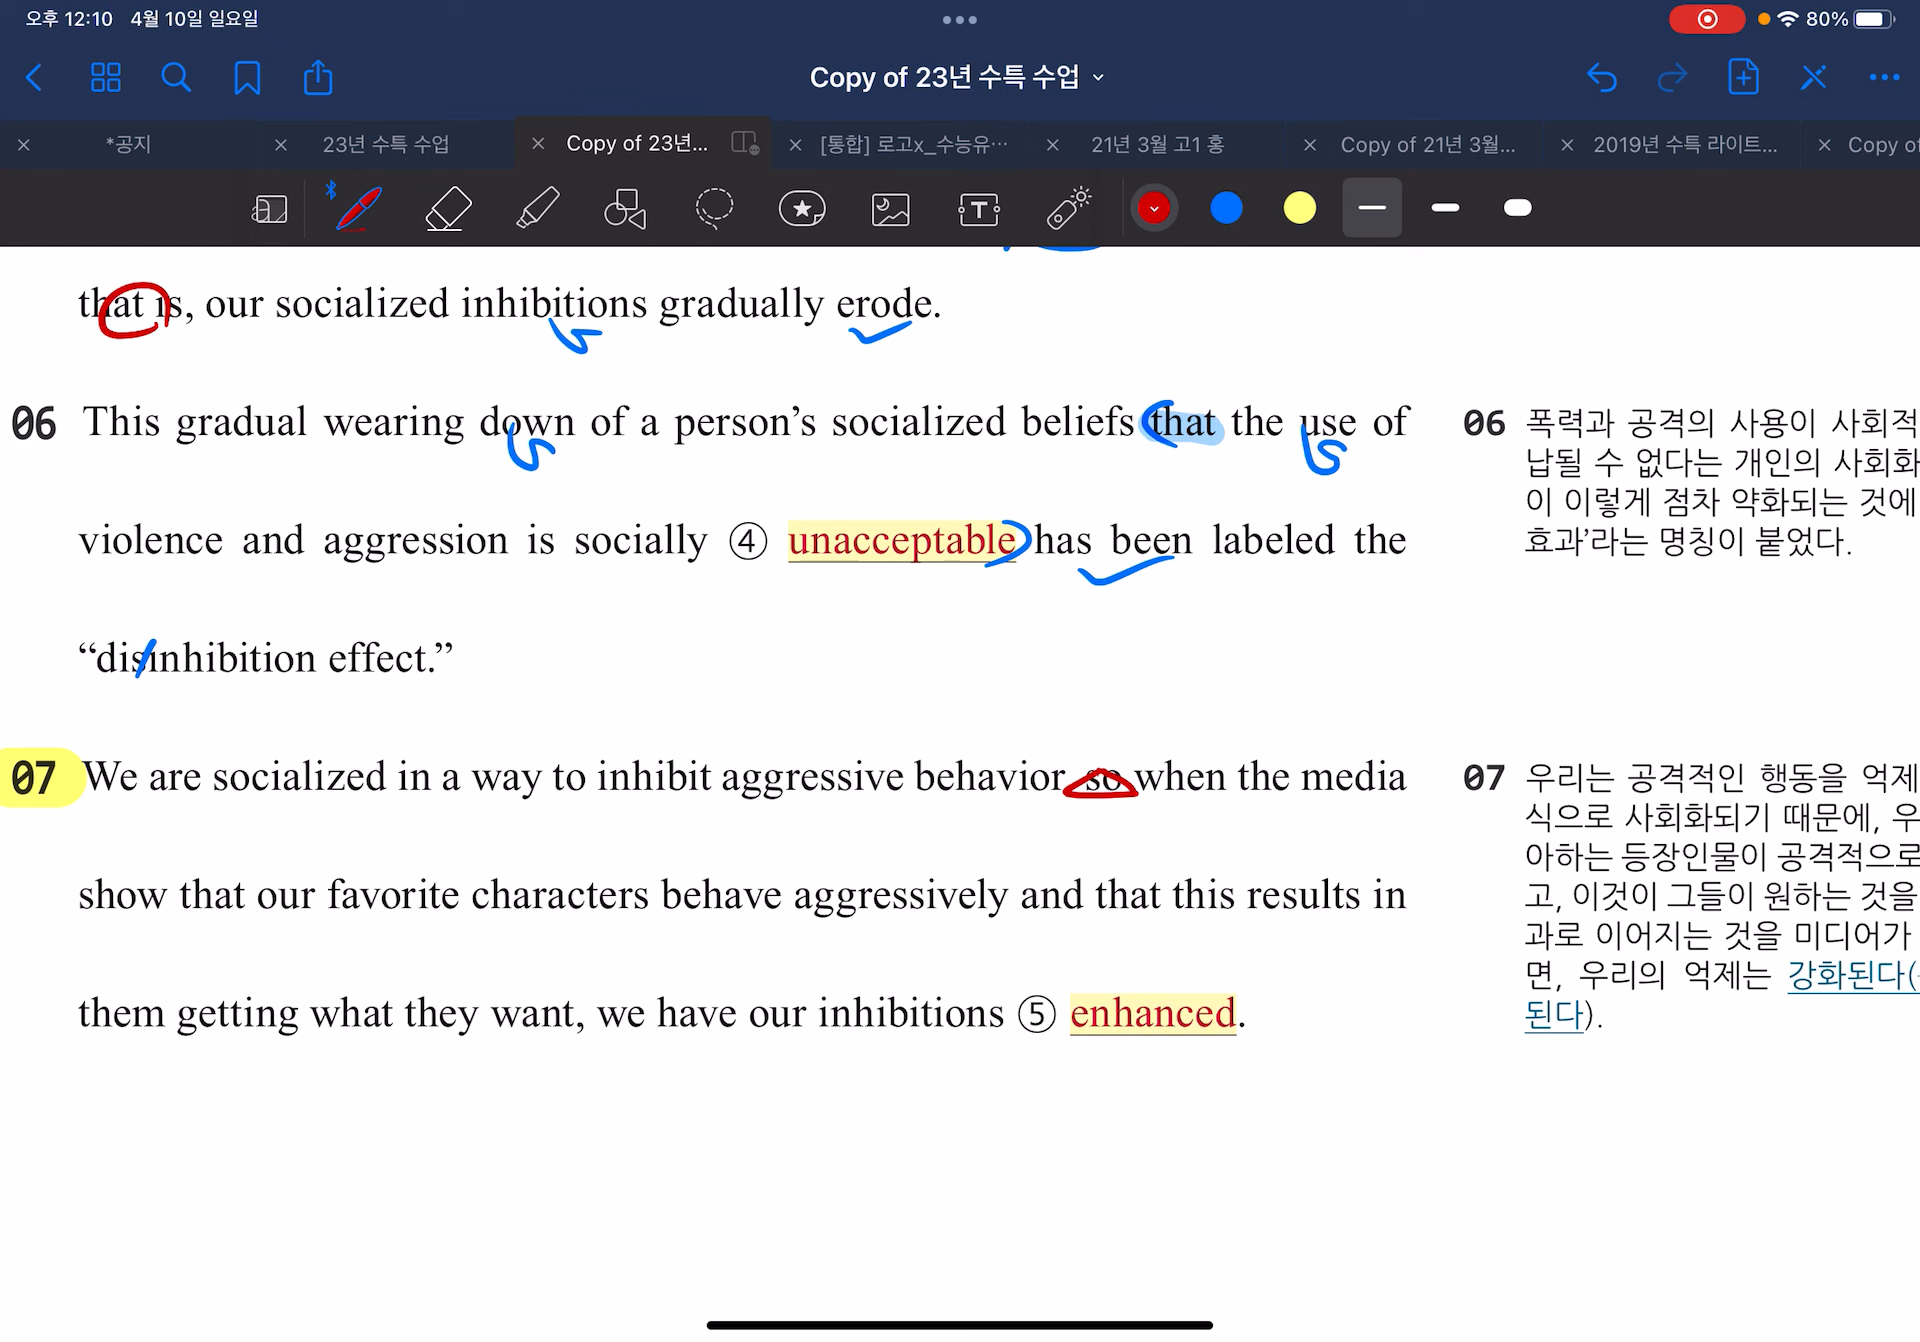 오후 12:10 4월 10일 일요일
80%
Copy of 23년 수특 수업
*공지
23년 수특 수업
Copy of 23년...
[통합] 로고x_수능유...
21년 3월 고1 홍
Copy of 21년 3월...
2019년 수특 라이트...
Copy of
that is, our socialized inhibitions gradually erode.
06 This gradual wearing down of a person's socialized beliefs that the use of
violence and aggression is socially ④ unacceptable has been labeled the
“disinhibition effect.”
07 We are socialized in a way to inhibit aggressive behavior so when the media
show that our favorite characters behave aggressively and that this results in
them getting what they want, we have our inhibitions ⑤ enhanced.
06 폭력과 공격의 사용이 사회적
납될 수 없다는 개인의 사회화
이 이렇게 점차 약화되는 것에
효과’라는 명칭이 붙었다.
07 우리는 공격적인 행동을 억제
식으로 사회화되기 때문에, 우
아하는 등장인물이 공격적으로
고, 이것이 그들이 원하는 것을
과로 이어지는 것을 미디어가
면, 우리의 억제는 강화된다(
된다).